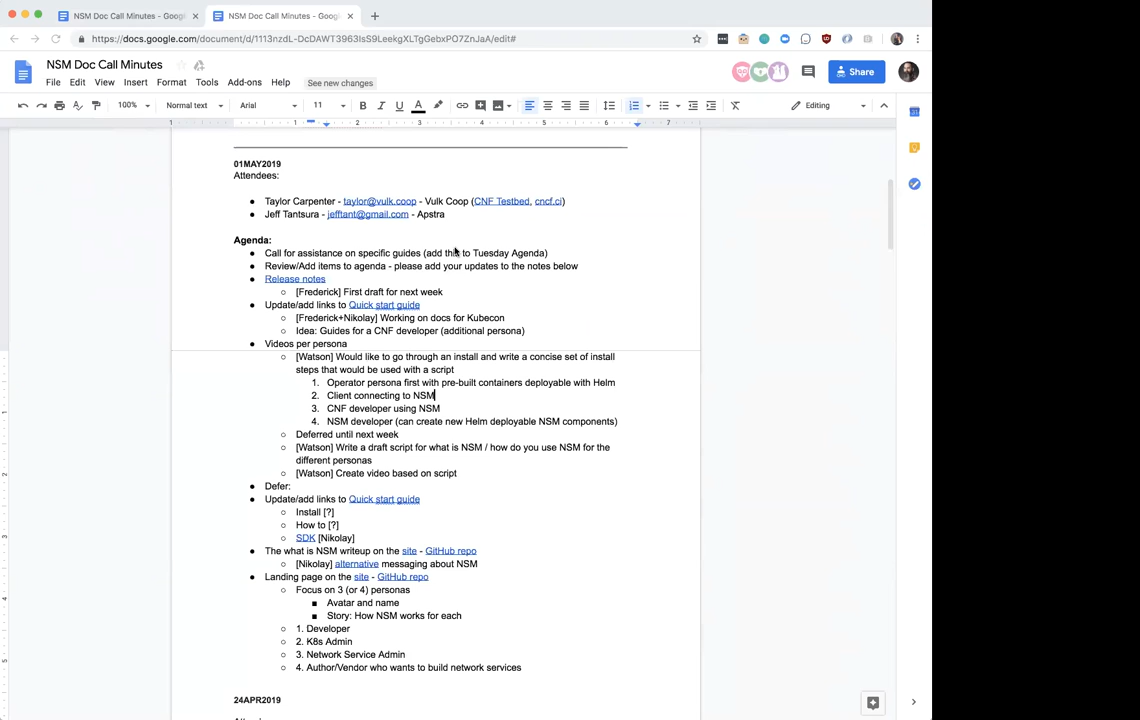 NSM Doc Call Minutes - Googl
NSM Doc Call Minutes - Googl
https://docs.google.com/document/d/1113nzdL-DcDAWT3963IsS9LeekgXLTgGebxPO7ZnJaA/edit#
NSM Doc Call Minutes
File Edit View Insert Format Tools Add-ons Help See new changes
Share
100% Normal text Arial 11 Editing
1 1 2 3 4 5 6 7
01MAY2019
Attendees:
● Taylor Carpenter - taylor@vulk.coop - Vulk Coop (CNF Testbed, cncf.ci)
● Jeff Tantsura - jefftant@gmail.com - Apstra
Agenda:
● Call for assistance on specific guides (add this to Tuesday Agenda)
● Review/Add items to agenda - please add your updates to the notes below
● Release notes
○ [Frederick] First draft for next week
● Update/add links to Quick start guide
○ [Frederick+Nikolay] Working on docs for Kubecon
○ Idea: Guides for a CNF developer (additional persona)
● Videos per persona
○ [Watson] Would like to go through an install and write a concise set of install
steps that would be used with a script
1. Operator persona first with pre-built containers deployable with Helm
2. Client connecting to NSM
3. CNF developer using NSM
4. NSM developer (can create new Helm deployable NSM components)
○ Deferred until next week
○ [Watson] Write a draft script for what is NSM / how do you use NSM for the
different personas
○ [Watson] Create video based on script
● Defer:
● Update/add links to Quick start guide
○ Install [?]
○ How to [?]
○ SDK [Nikolay]
● The what is NSM writeup on the site - GitHub repo
○ [Nikolay] alternative messaging about NSM
● Landing page on the site - GitHub repo
○ Focus on 3 (or 4) personas
■ Avatar and name
■ Story: How NSM works for each
○ 1. Developer
○ 2. K8s Admin
○ 3. Network Service Admin
○ 4. Author/Vendor who wants to build network services
24APR2019